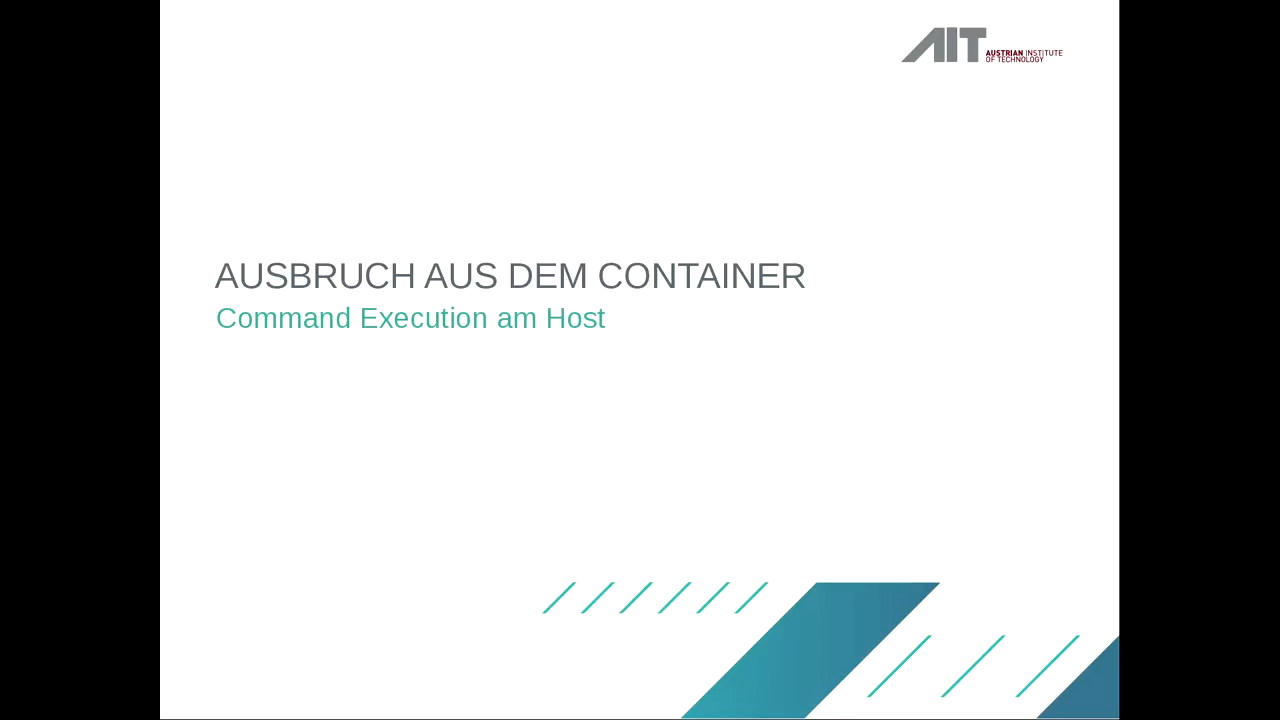 AIT AUSTRIAN INSTITUTE
OF TECHNOLOGY
AUSBRUCH AUS DEM CONTAINER
Command Execution am Host